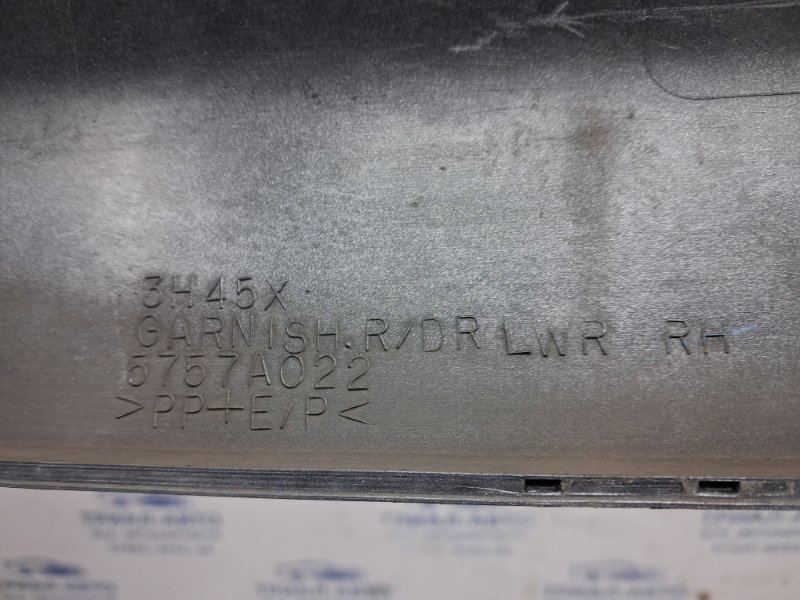 3H45X
GARNISH.R/DR LWR RH
5757A022
>PP+E/P<